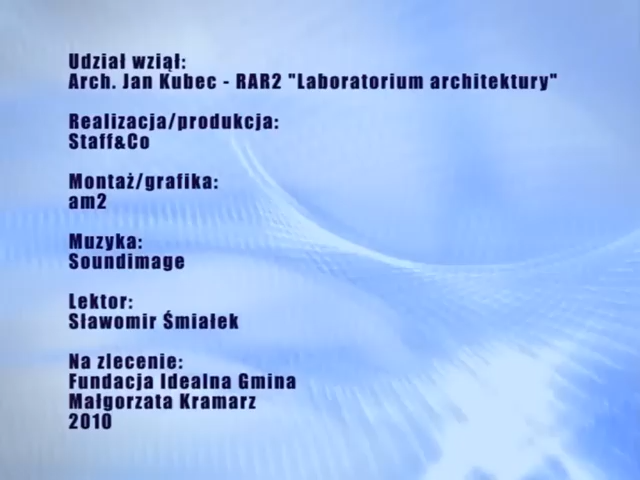 Udział wziął:
Arch. Jan Kubec - RAR2 "Laboratorium architektury"
Realizacja/produkcja:
Staff&Co
Montaż/grafika:
am2
Muzyka:
Soundimage
Lektor:
Sławomir Śmiałek
Na zlecenie:
Fundacja Idealna Gmina
Małgorzata Kramarz
2010